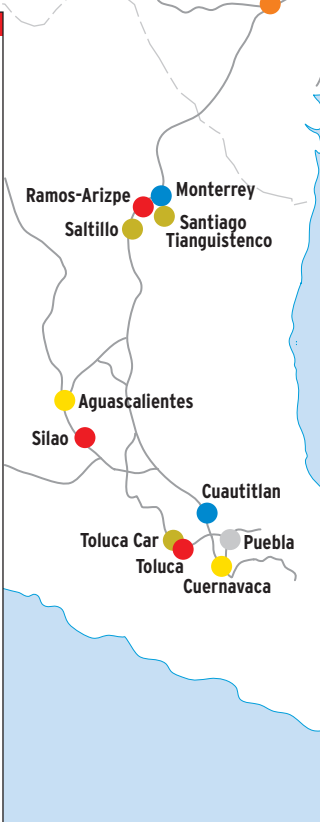 Monterrey
Ramos-Arizpe
Santiago
Tianguistenco
Saltillo
Aguascalientes
Silao
Cuautitlan
Toluca Car
Puebla
Toluca
Cuernavaca